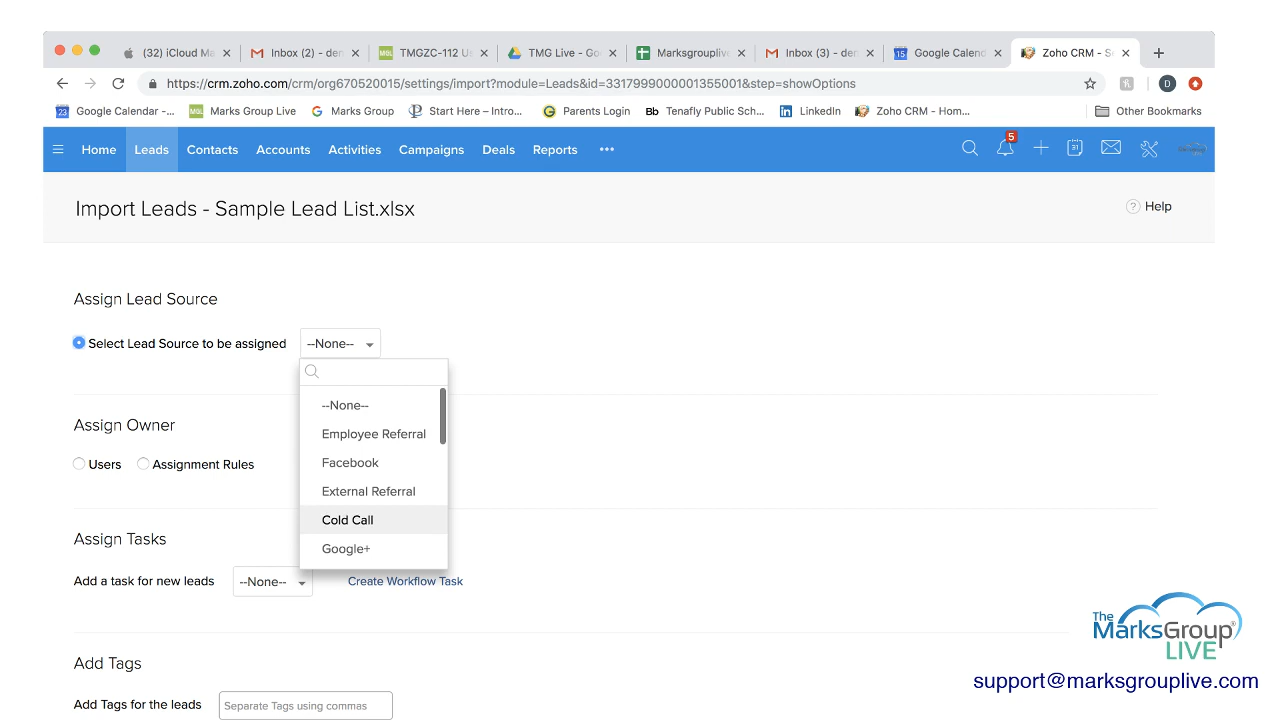 (32) iCloud Ma
Inbox (2) - den
TMGZC-112 U
TMG Live - Go
Marksgrouplive
Inbox (3) - der
Google Calend
Zoho CRM - S
https://crm.zoho.com/crm/org670520015/settings/import?module=Leads&id=3317999000001355001&step=showOptions
D
Google Calendar -...
Marks Group Live
Marks Group
Start Here – Intro...
Parents Login
Bb Tenafly Public Sch...
LinkedIn
Zoho CRM - Hom...
Other Bookmarks
Home
Leads
Contacts
Accounts
Activities
Campaigns
Deals
Reports
5
31
Import Leads - Sample Lead List.xlsx
? Help
Assign Lead Source
Select Lead Source to be assigned
--None--
--None--
Employee Referral
Facebook
External Referral
Cold Call
Google+
Assign Owner
Users
Assignment Rules
Assign Tasks
Add a task for new leads
--None--
Create Workflow Task
Add Tags
Add Tags for the leads
Separate Tags using commas
The
MarksGroup
LIVE
support@marksgrouplive.com